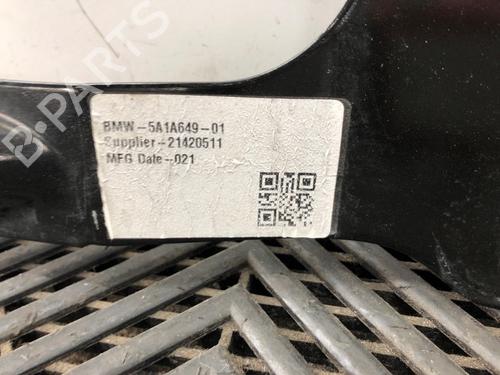 BMW-5A1A649-01
Supplier-21420511
MFG Date-021
B-PARTS